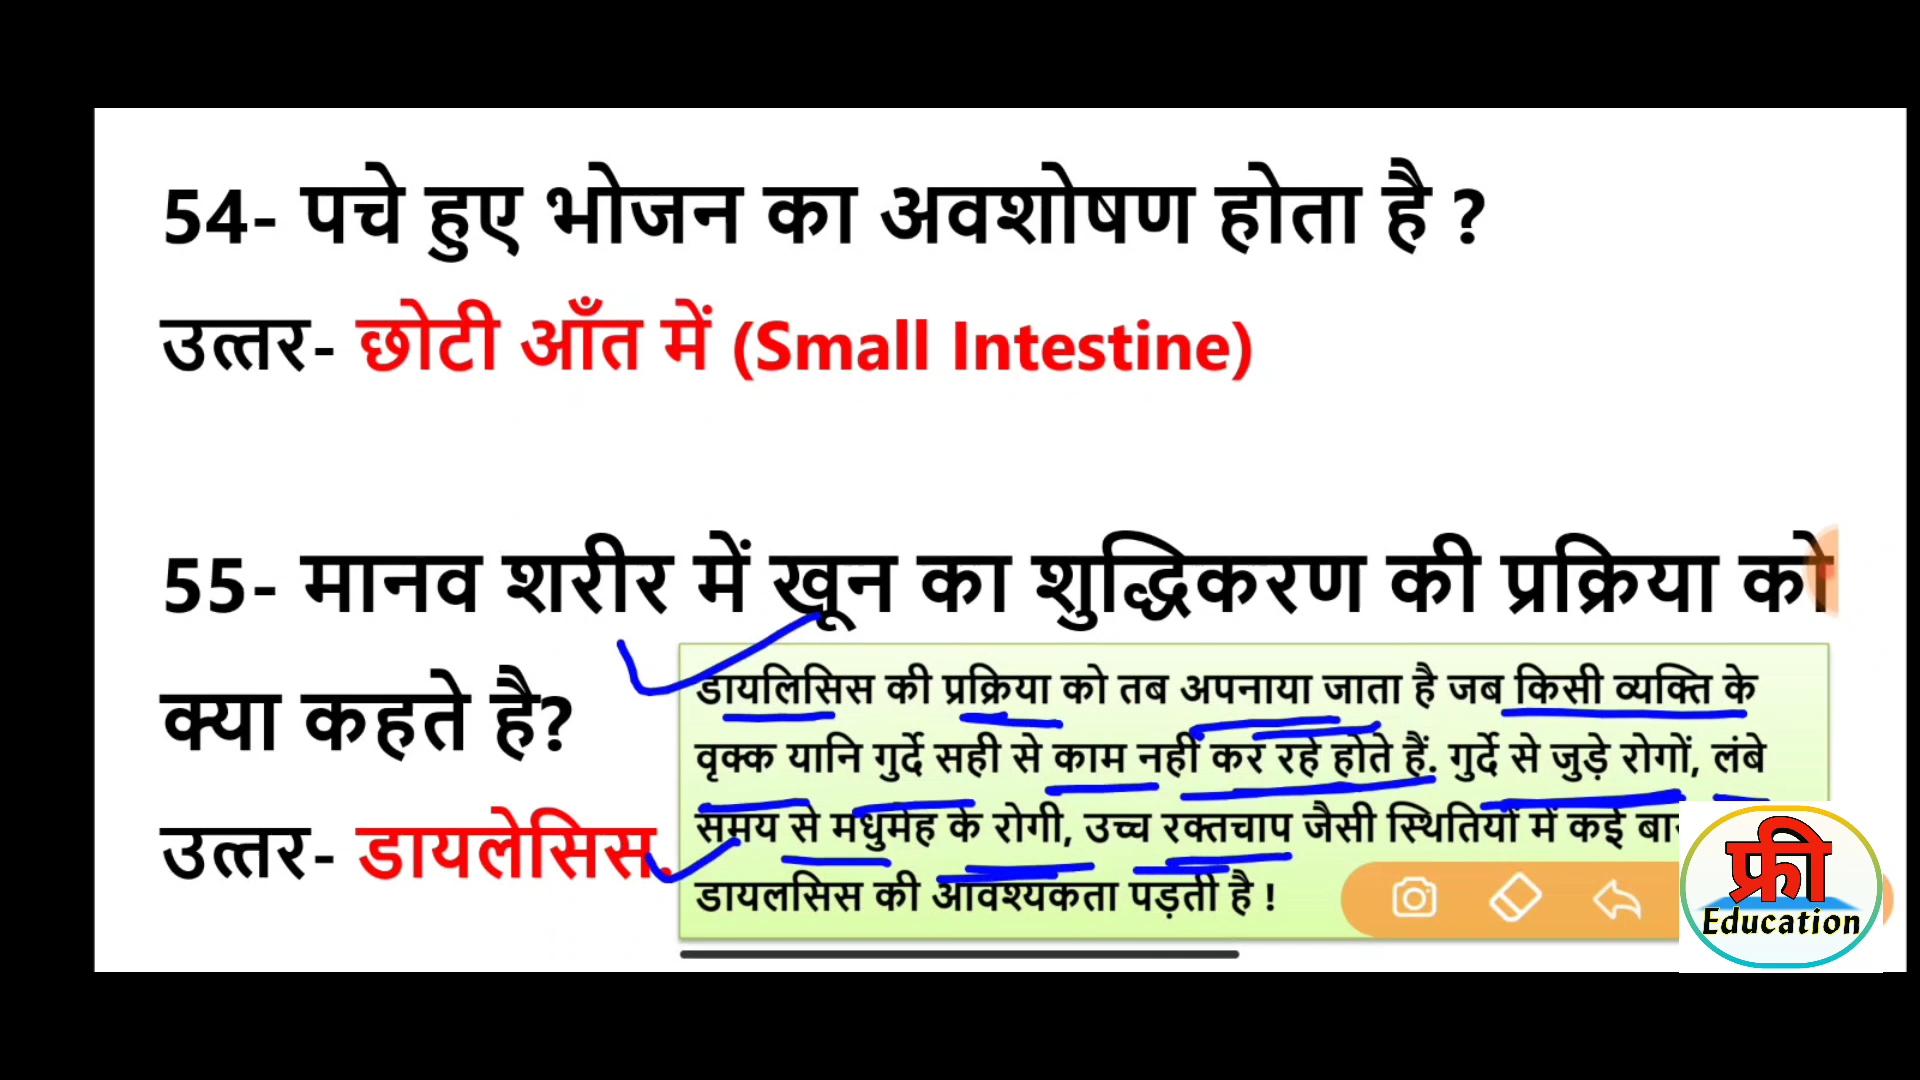 54- पचे हुए भोजन का अवशोषण होता है ?
उत्तर- छोटी आँत में (Small Intestine)
55- मानव शरीर में खून का शुद्धिकरण की प्रक्रिया को
क्या कहते है?
उत्तर- डायलेसिस.
डायलिसिस की प्रक्रिया को तब अपनाया जाता है जब किसी व्यक्ति के
वृक्क यानि गुर्दे सही से काम नहीं कर रहे होते हैं. गुर्दे से जुड़े रोगों, लंबे
समय से मधुमेह के रोगी, उच्च रक्तचाप जैसी स्थितियों में कई
डायलसिस की आवश्यकता पड़ती है !
फ्री
Education